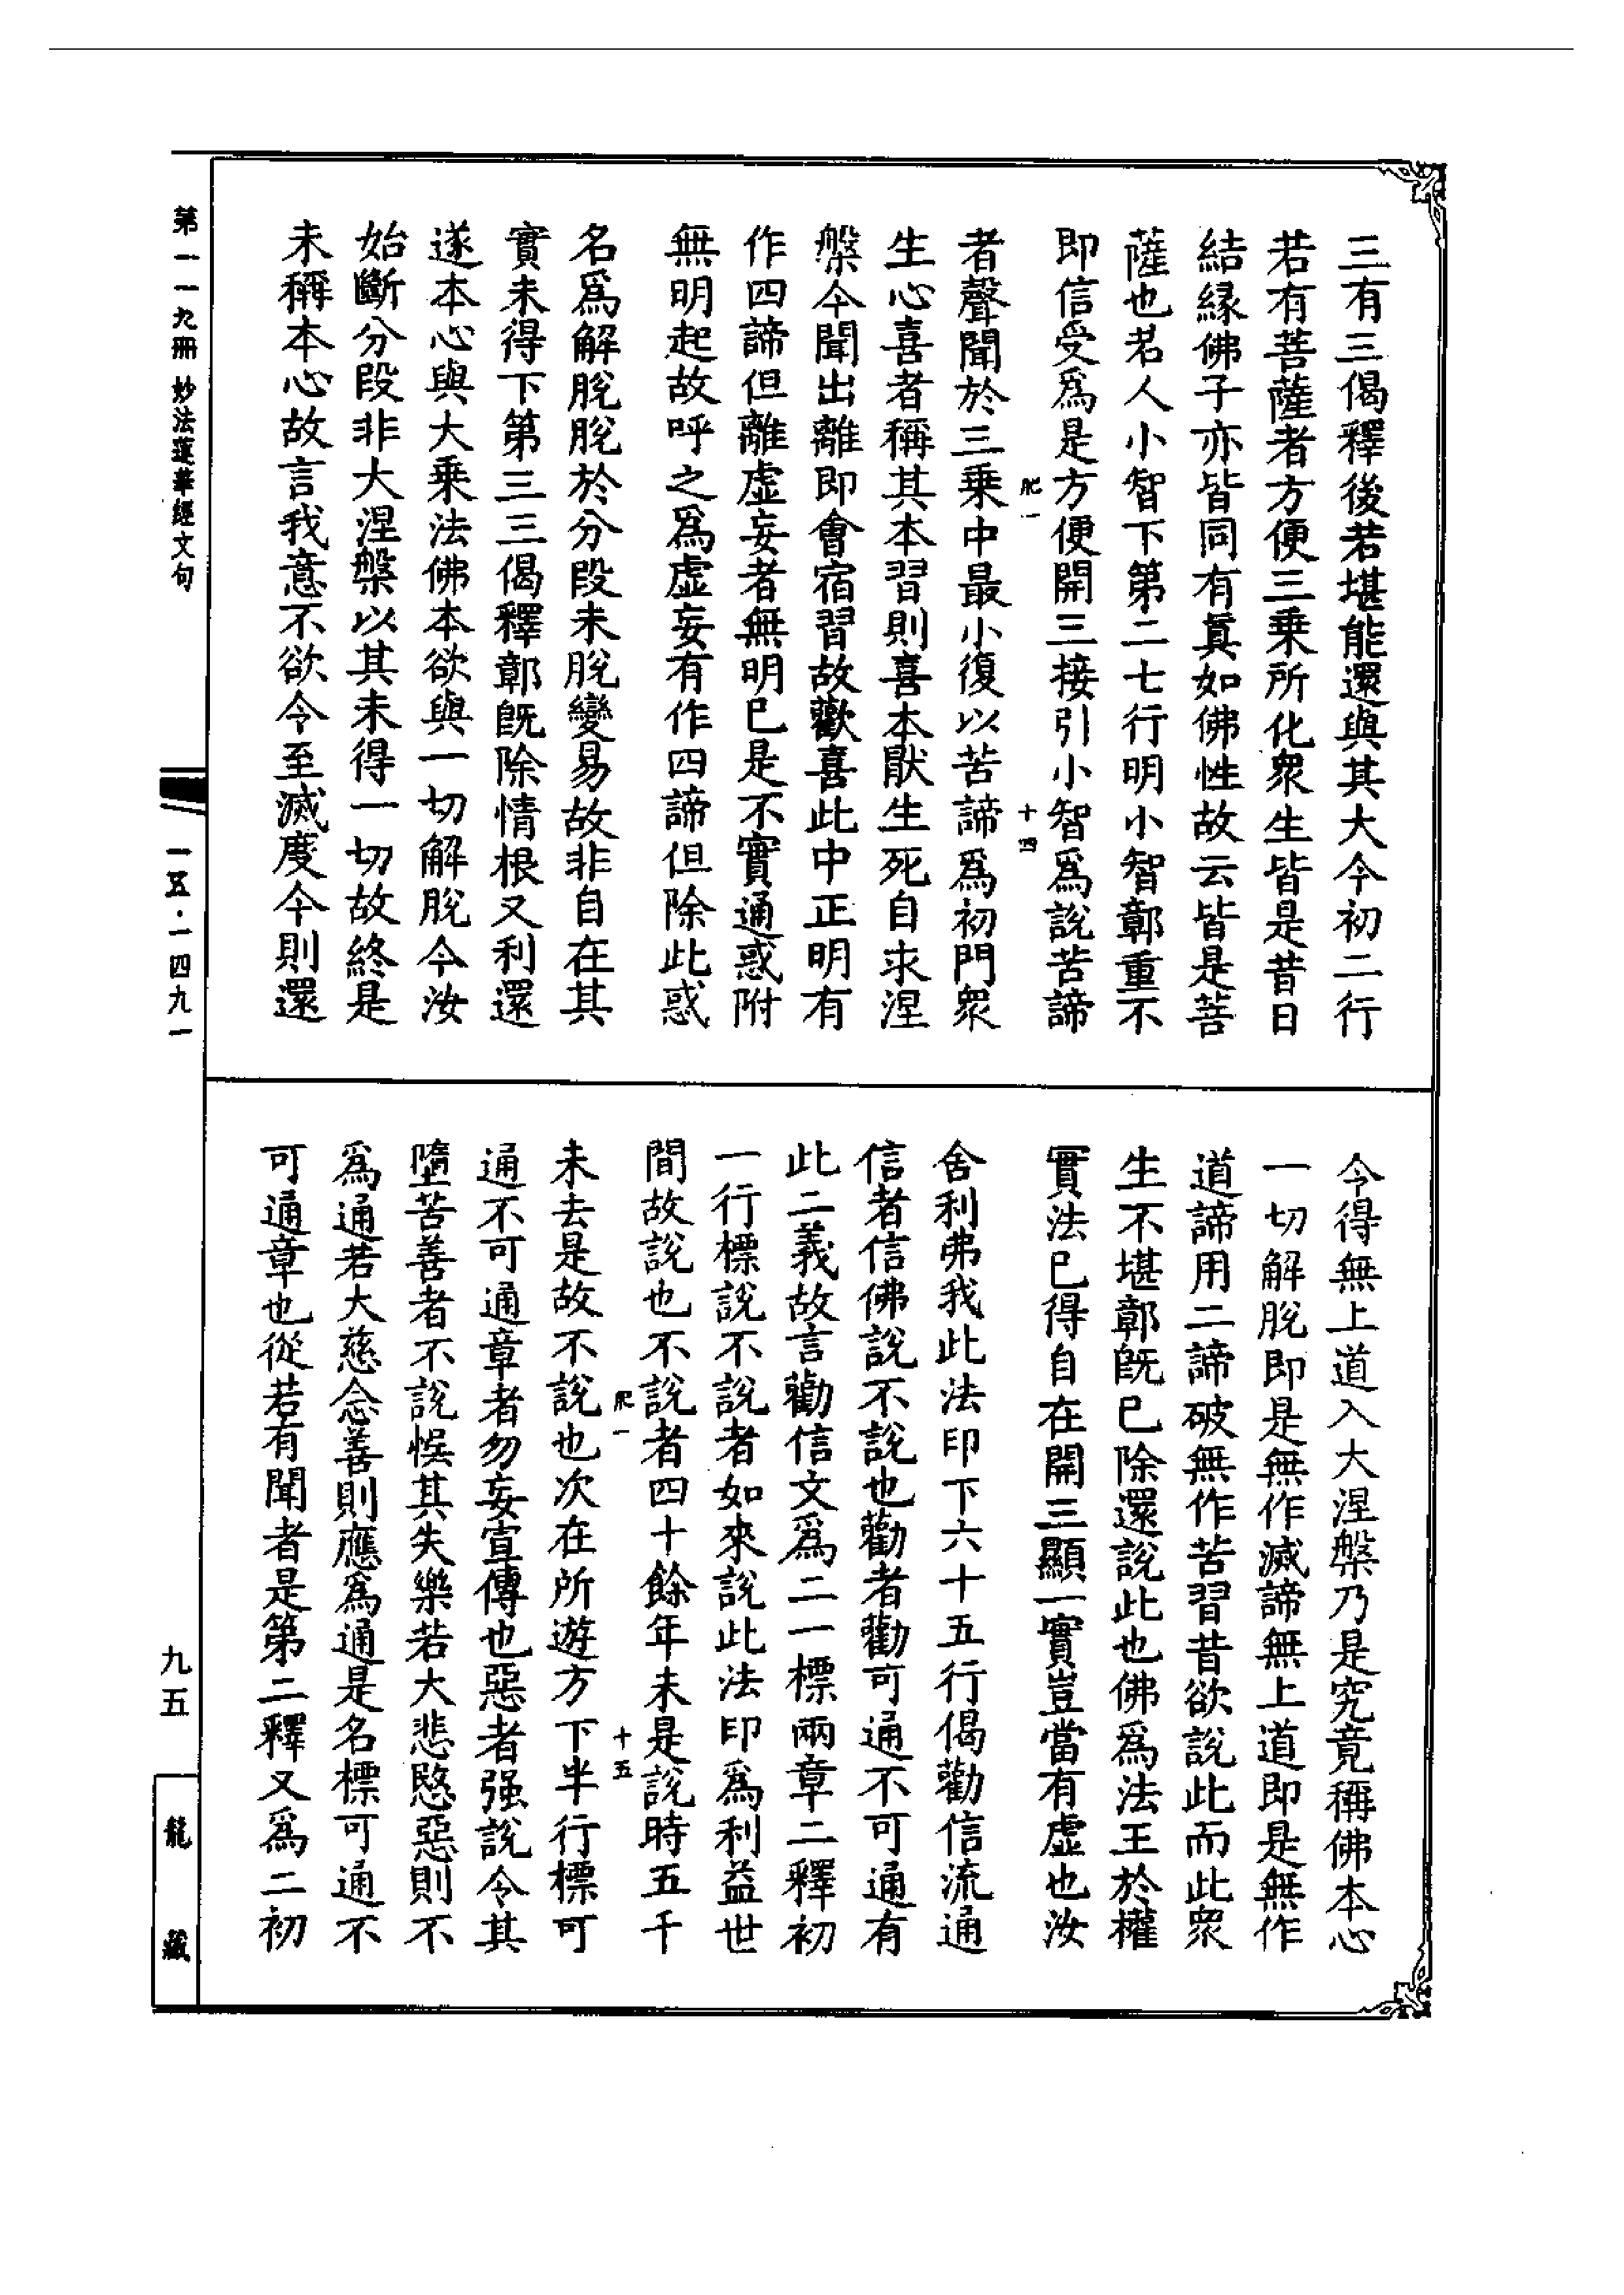 三有三偈釋後若堪能還與其大今初二行
若有菩薩者方便三乗所化衆生皆是昔日
結緣佛子亦皆同有眞如佛性故云皆是菩
薩也若人小智下第二七行明小智鄣重不
即信受爲是方便開三接引小智爲說苦諦
肥一
十四
者聲聞於三乗中最小復以苦諦爲初門衆
生心喜者稱其本習則喜本猒生死自求涅
槃今聞出離即會宿習故歡喜此中正明有
作四諦但離虛妄者無明巳是不實通惑附
無明起故呼之爲虛妄有作四諦但除此惑
名爲解脫脫於分段未脫變易故非自在其
實未得下第三三偈釋鄣旣除情根又利還
遂本心與大乗法佛本欲與一切解脫今汝
始斷分段非大涅槃以其未得一切故終是
未稱本心故言我意不欲令至滅度今則還
第一一九冊 妙法蓮華經文句
一五·一四九一
令得無上道入大涅槃乃是究竟稱佛本心
一切解脫即是無作滅諦無上道即是無作
道諦用二諦破無作苦習昔欲說此而此衆
生不堪鄣旣巳除還說此也佛爲法王於權
實法巳得自在開三顯一實豈當有虛也汝
舍利弗我此法印下六十五行偈勸信流通
信者信佛說不說也勸者勸可通不可通有
此二義故言勸信文爲二一標兩章二釋初
一行標說不說者如來說此法印爲利益世
間故說也不說者四十餘年未是說時五千
肥一
十五
未去是故不說也次在所遊方下半行標可
通不可通章者勿妄宣傳也惡者强說令其
墮苦善者不說悞其失樂若大悲愍惡則不
爲通若大慈念善則應爲通是名標可通不
可通章也從若有聞者是第二釋又爲二初
九五
龍藏